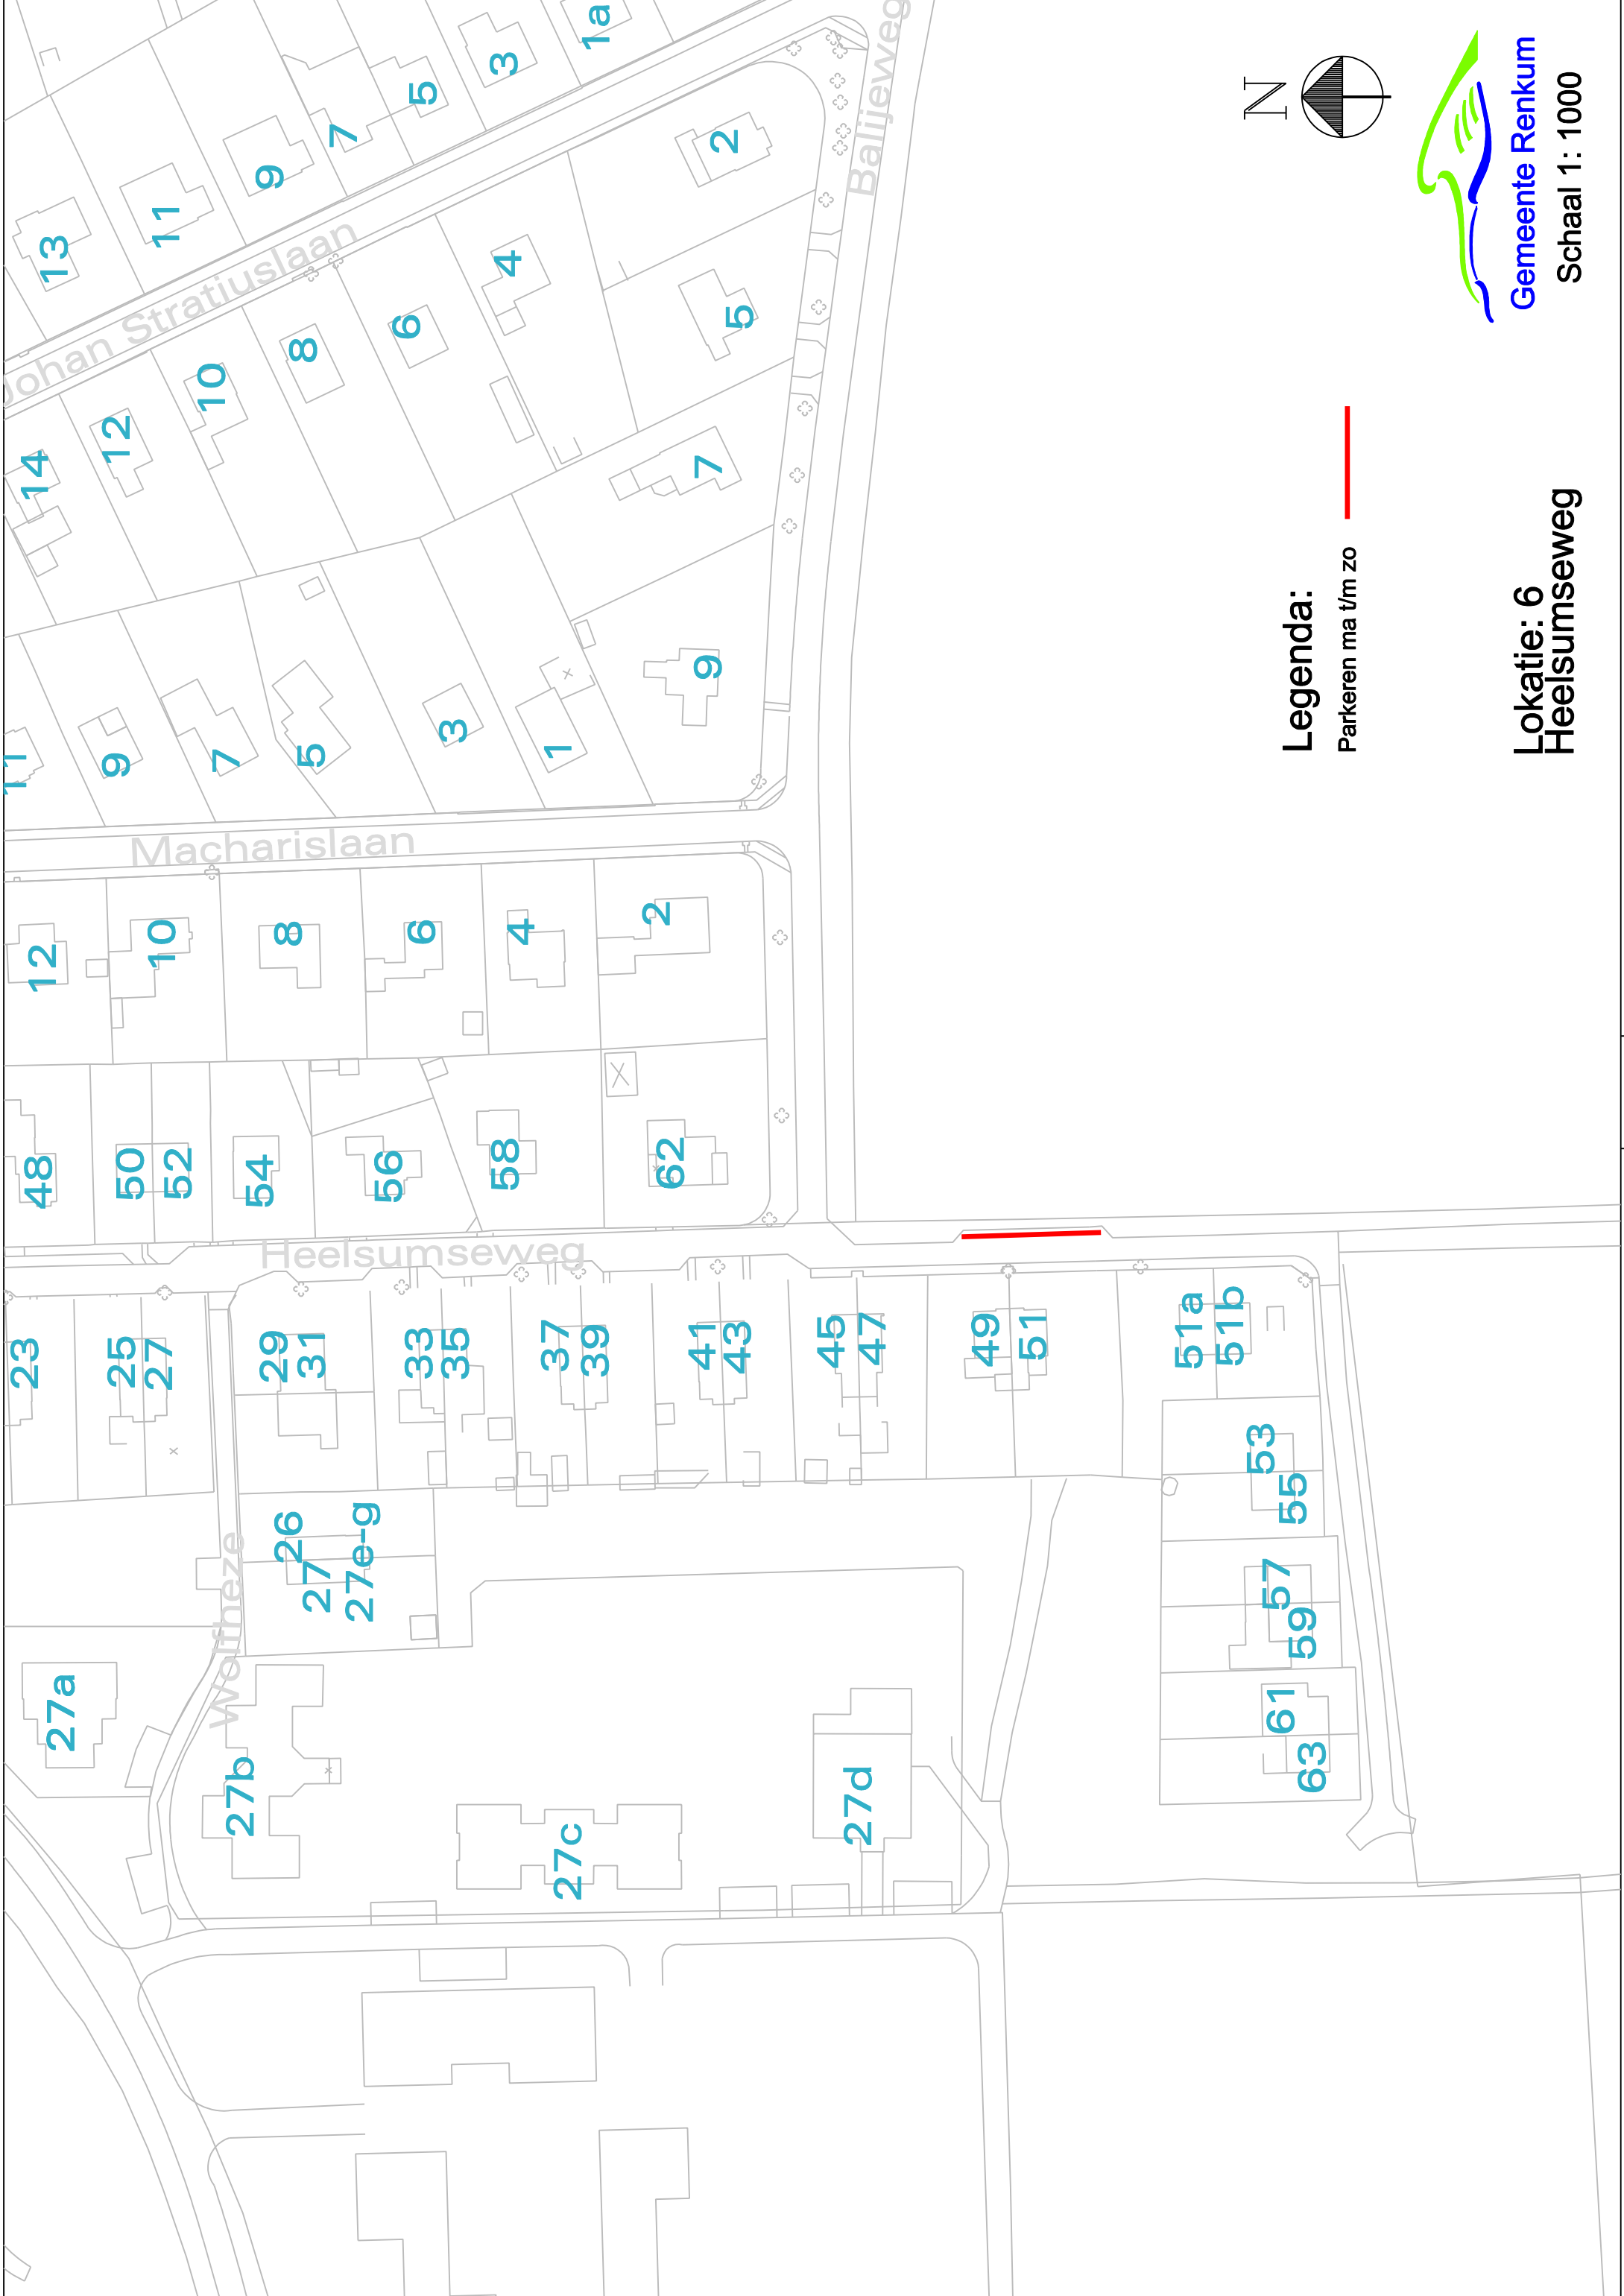 Johan Stratiuslaan
Balijeweg
Macharislaan
Heelsumseweg
Wolfheze
13
11
9
7
5
3
1a
14
12
10
8
6
4
2
5
7
9
11
9
7
5
3
1
12
10
8
6
4
2
48
50
52
54
56
58
62
23
25
27
29
31
33
35
37
39
41
43
45
47
49
51
51a
51b
53
55
57
59
61
63
26
27
27e-g
27a
27b
27c
27d
N
Gemeente Renkum
Schaal 1: 1000
Legenda:
Parkeren ma t/m zo
Lokatie: 6
Heelsumseweg